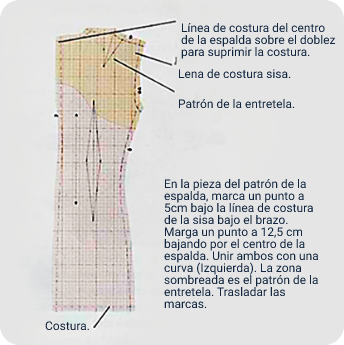 Línea de costura del centro
de la espalda sobre el doblez
para suprimir la costura.
Lena de costura sisa.
Patrón de la entretela.
En la pieza del patrón de la
espalda, marca un punto a
5cm bajo la línea de costura
de la sisa bajo el brazo.
Marga un punto a 12,5 cm
bajando por el centro de la
espalda. Unir ambos con una
curva (Izquierda). La zona
sombreada es el patrón de la
entretela. Trasladar las
marcas.
Costura.